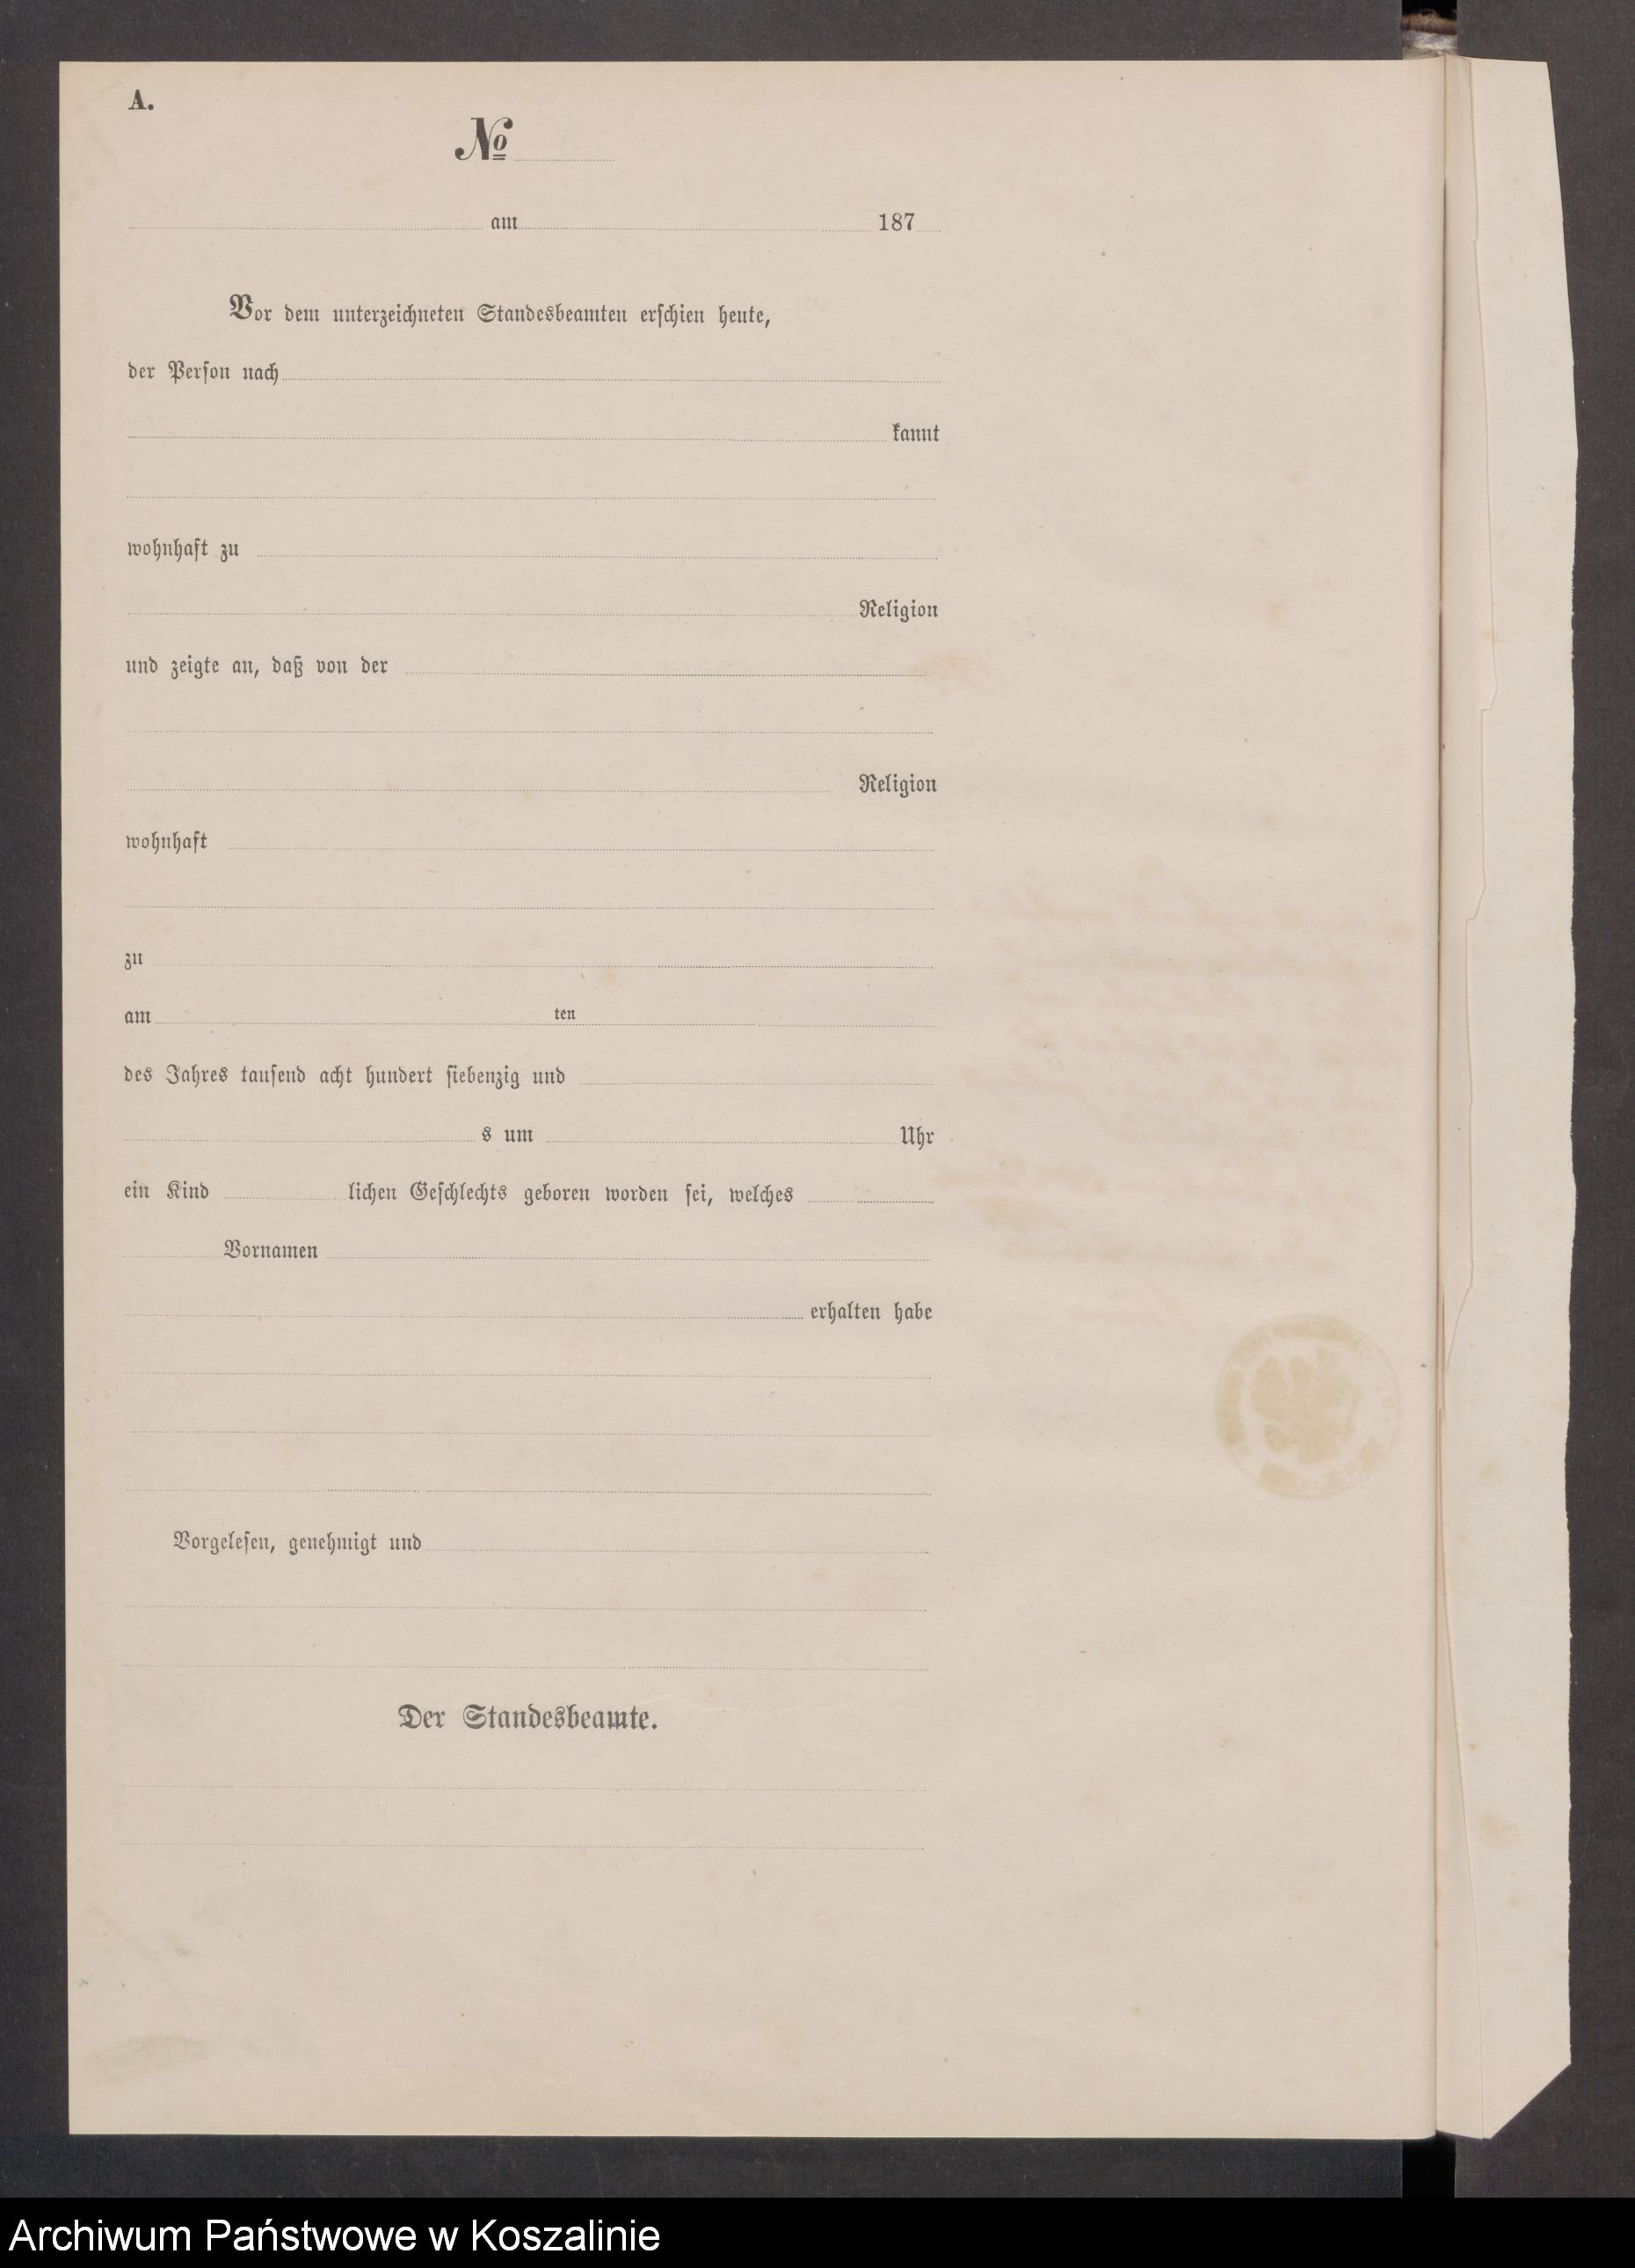 A.
№
am 187
Vor dem unterzeichneten Standesbeamten erschien heute,
der Person nach
kannt
wohnhaft zu
Religion
und zeigte an, daß von der
Religion
wohnhaft
zu
am ten
des Jahres tausend acht hundert siebenzig und
s um Uhr
ein Kind lichen Geschlechts geboren worden sei, welches
Vornamen
erhalten habe
Vorgelesen, genehmigt und
Der Standesbeamte.
Archiwum Państwowe w Koszalinie